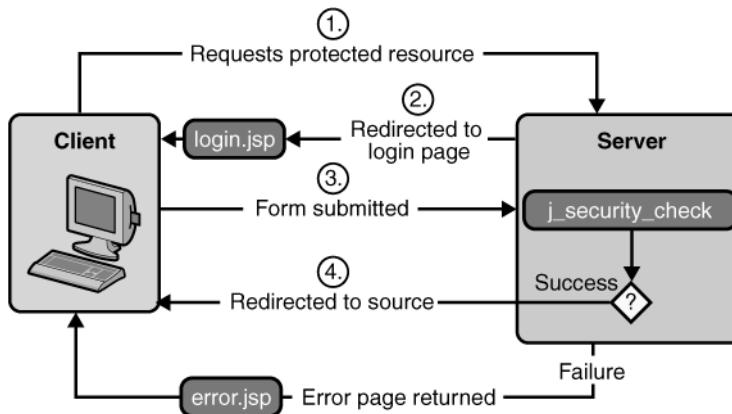 1.
Requests protected resource
Client
login.jsp
2.
Redirected to
login page
Server
3.
Form submitted
j_security_check
4.
Redirected to source
Success
?
Failure
error.jsp
Error page returned